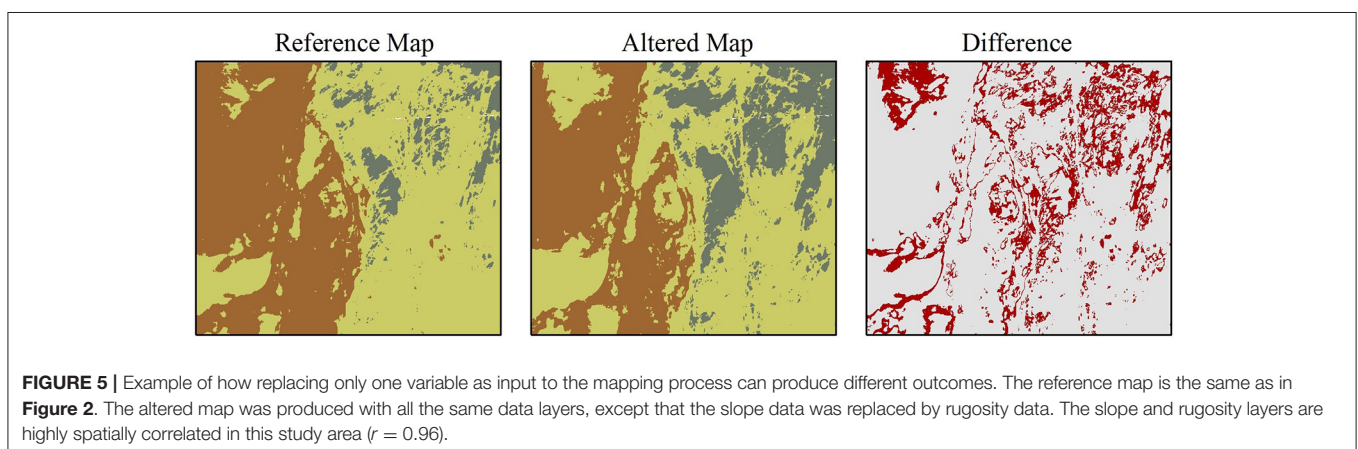 Reference Map
Altered Map
Difference
FIGURE 5 | Example of how replacing only one variable as input to the mapping process can produce different outcomes. The reference map is the same as in
Figure 2. The altered map was produced with all the same data layers, except that the slope data was replaced by rugosity data. The slope and rugosity layers are
highly spatially correlated in this study area (r = 0.96).